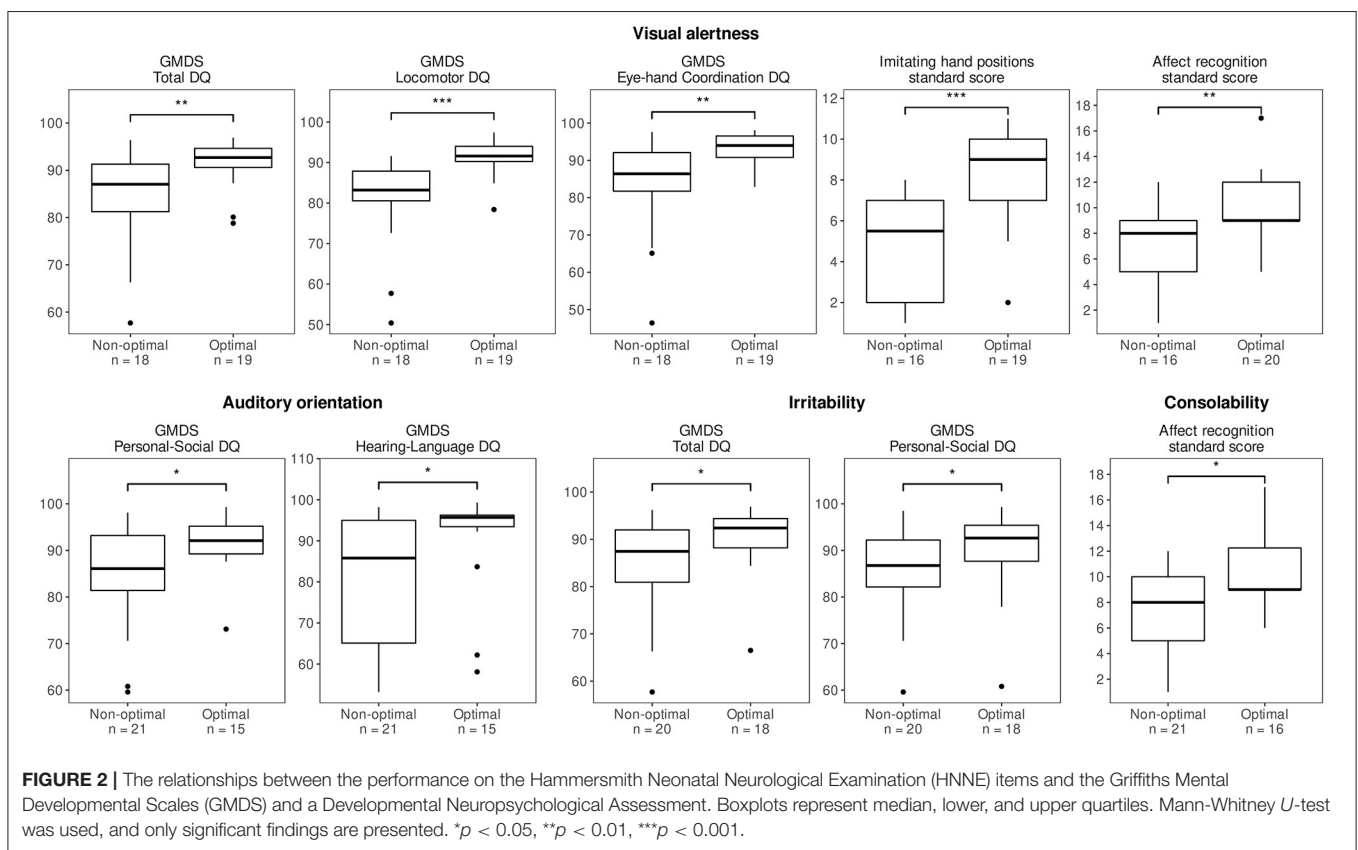 Visual alertness
GMDS
Total DQ
**
100
90
80
70
60
Non-optimal
n = 18
Optimal
n = 19
GMDS
Locomotor DQ
***
100
90
80
70
60
50
Non-optimal
n = 18
Optimal
n = 19
GMDS
Eye-hand Coordination DQ
**
100
90
80
70
60
50
Non-optimal
n = 18
Optimal
n = 19
Imitating hand positions
standard score
***
12
10
8
6
4
2
Non-optimal
n = 16
Optimal
n = 19
Affect recognition
standard score
**
18
16
14
12
10
8
6
4
2
Non-optimal
n = 16
Optimal
n = 20
Auditory orientation
GMDS
Personal-Social DQ
*
100
90
80
70
60
Non-optimal
n = 21
Optimal
n = 15
GMDS
Hearing-Language DQ
*
110
100
90
80
70
60
Non-optimal
n = 21
Optimal
n = 15
Irritability
GMDS
Total DQ
*
100
90
80
70
60
Non-optimal
n = 20
Optimal
n = 18
GMDS
Personal-Social DQ
*
100
90
80
70
60
Non-optimal
n = 20
Optimal
n = 18
Consolability
Affect recognition
standard score
*
18
16
14
12
10
8
6
4
2
Non-optimal
n = 21
Optimal
n = 16
FIGURE 2 | The relationships between the performance on the Hammersmith Neonatal Neurological Examination (HNNE) items and the Griffiths Mental
Developmental Scales (GMDS) and a Developmental Neuropsychological Assessment. Boxplots represent median, lower, and upper quartiles. Mann-Whitney U-test
was used, and only significant findings are presented. *p < 0.05, **p < 0.01, ***p < 0.001.